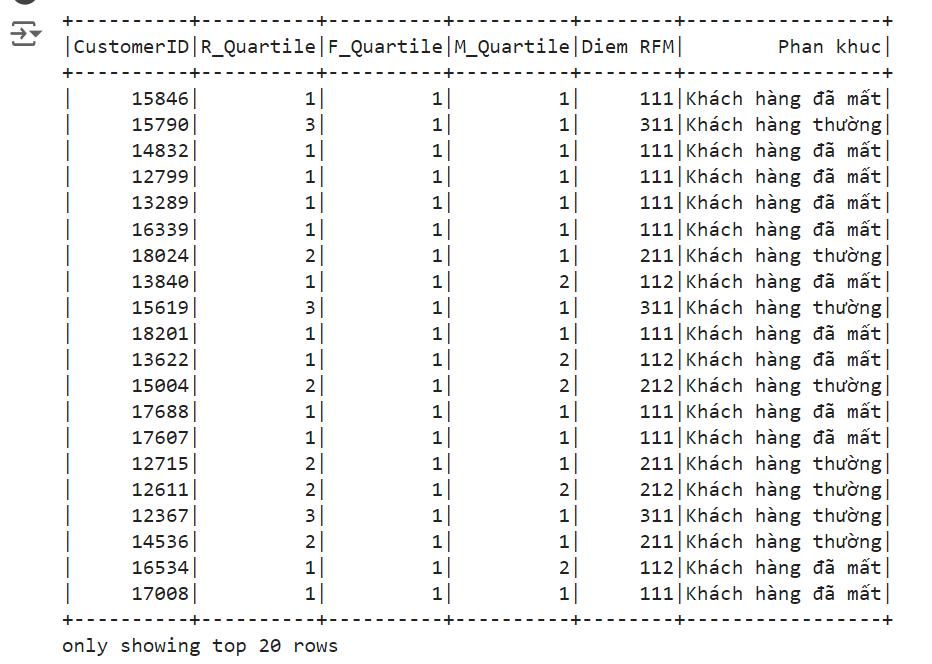 +----------+----------+----------+----------+--------+-----------------+
|CustomerID|R_Quartile|F_Quartile|M_Quartile|Diem RFM|        Phan khuc|
+----------+----------+----------+----------+--------+-----------------+
|     15846|         1|         1|         1|     111|Khách hàng đã mất|
|     15790|         3|         1|         1|     311|Khách hàng thường|
|     14832|         1|         1|         1|     111|Khách hàng đã mất|
|     12799|         1|         1|         1|     111|Khách hàng đã mất|
|     13289|         1|         1|         1|     111|Khách hàng đã mất|
|     16339|         1|         1|         1|     111|Khách hàng đã mất|
|     18024|         2|         1|         1|     211|Khách hàng thường|
|     13840|         1|         1|         2|     112|Khách hàng đã mất|
|     15619|         3|         1|         1|     311|Khách hàng thường|
|     18201|         1|         1|         1|     111|Khách hàng đã mất|
|     13622|         1|         1|         2|     112|Khách hàng đã mất|
|     15004|         2|         1|         2|     212|Khách hàng thường|
|     17688|         1|         1|         1|     111|Khách hàng đã mất|
|     17607|         1|         1|         1|     111|Khách hàng đã mất|
|     12715|         2|         1|         1|     211|Khách hàng thường|
|     12611|         2|         1|         2|     212|Khách hàng thường|
|     12367|         3|         1|         1|     311|Khách hàng thường|
|     14536|         2|         1|         1|     211|Khách hàng thường|
|     16534|         1|         1|         2|     112|Khách hàng đã mất|
|     17008|         1|         1|         1|     111|Khách hàng đã mất|
+----------+----------+----------+----------+--------+-----------------+
only showing top 20 rows